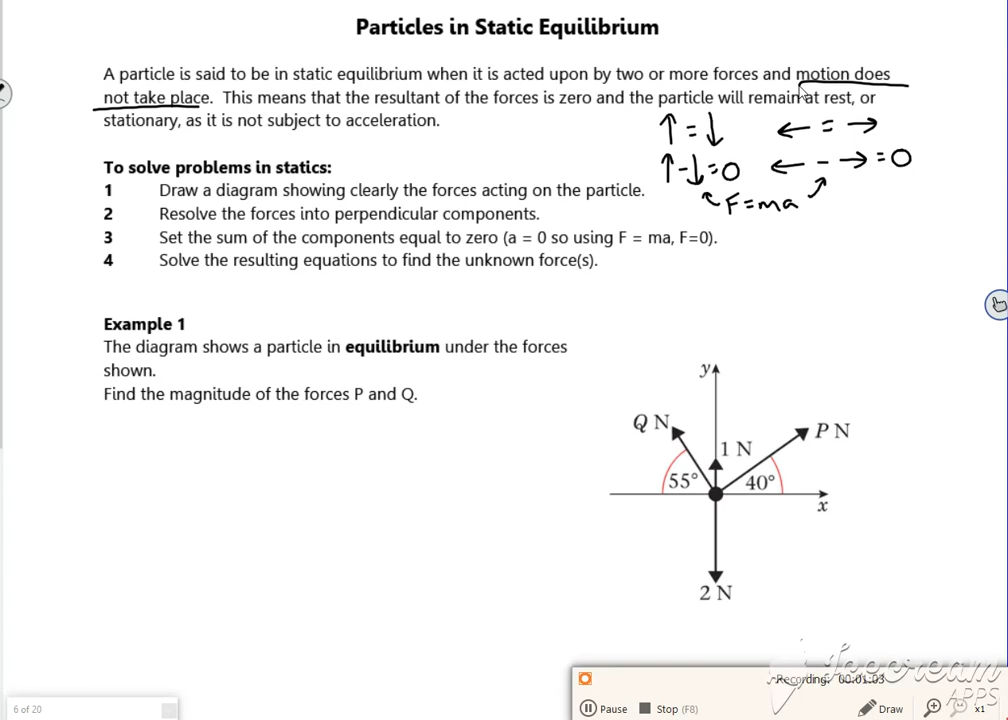 Particles in Static Equilibrium
A particle is said to be in static equilibrium when it is acted upon by two or more forces and motion does
not take place. This means that the resultant of the forces is zero and the particle will remain at rest, or
stationary, as it is not subject to acceleration.
↑ = ↓ ← = →
↑ - ↓ = 0 ← - → = 0
F = ma
To solve problems in statics:
1 Draw a diagram showing clearly the forces acting on the particle.
2 Resolve the forces into perpendicular components.
3 Set the sum of the components equal to zero (a = 0 so using F = ma, F=0).
4 Solve the resulting equations to find the unknown force(s).
Example 1
The diagram shows a particle in equilibrium under the forces
shown.
Find the magnitude of the forces P and Q.
y
Q N
P N
1 N
55°
40°
x
2 N
icecream
APPS
Recording: 00:01:03
Pause Stop (F8) Draw x1
6 of 20